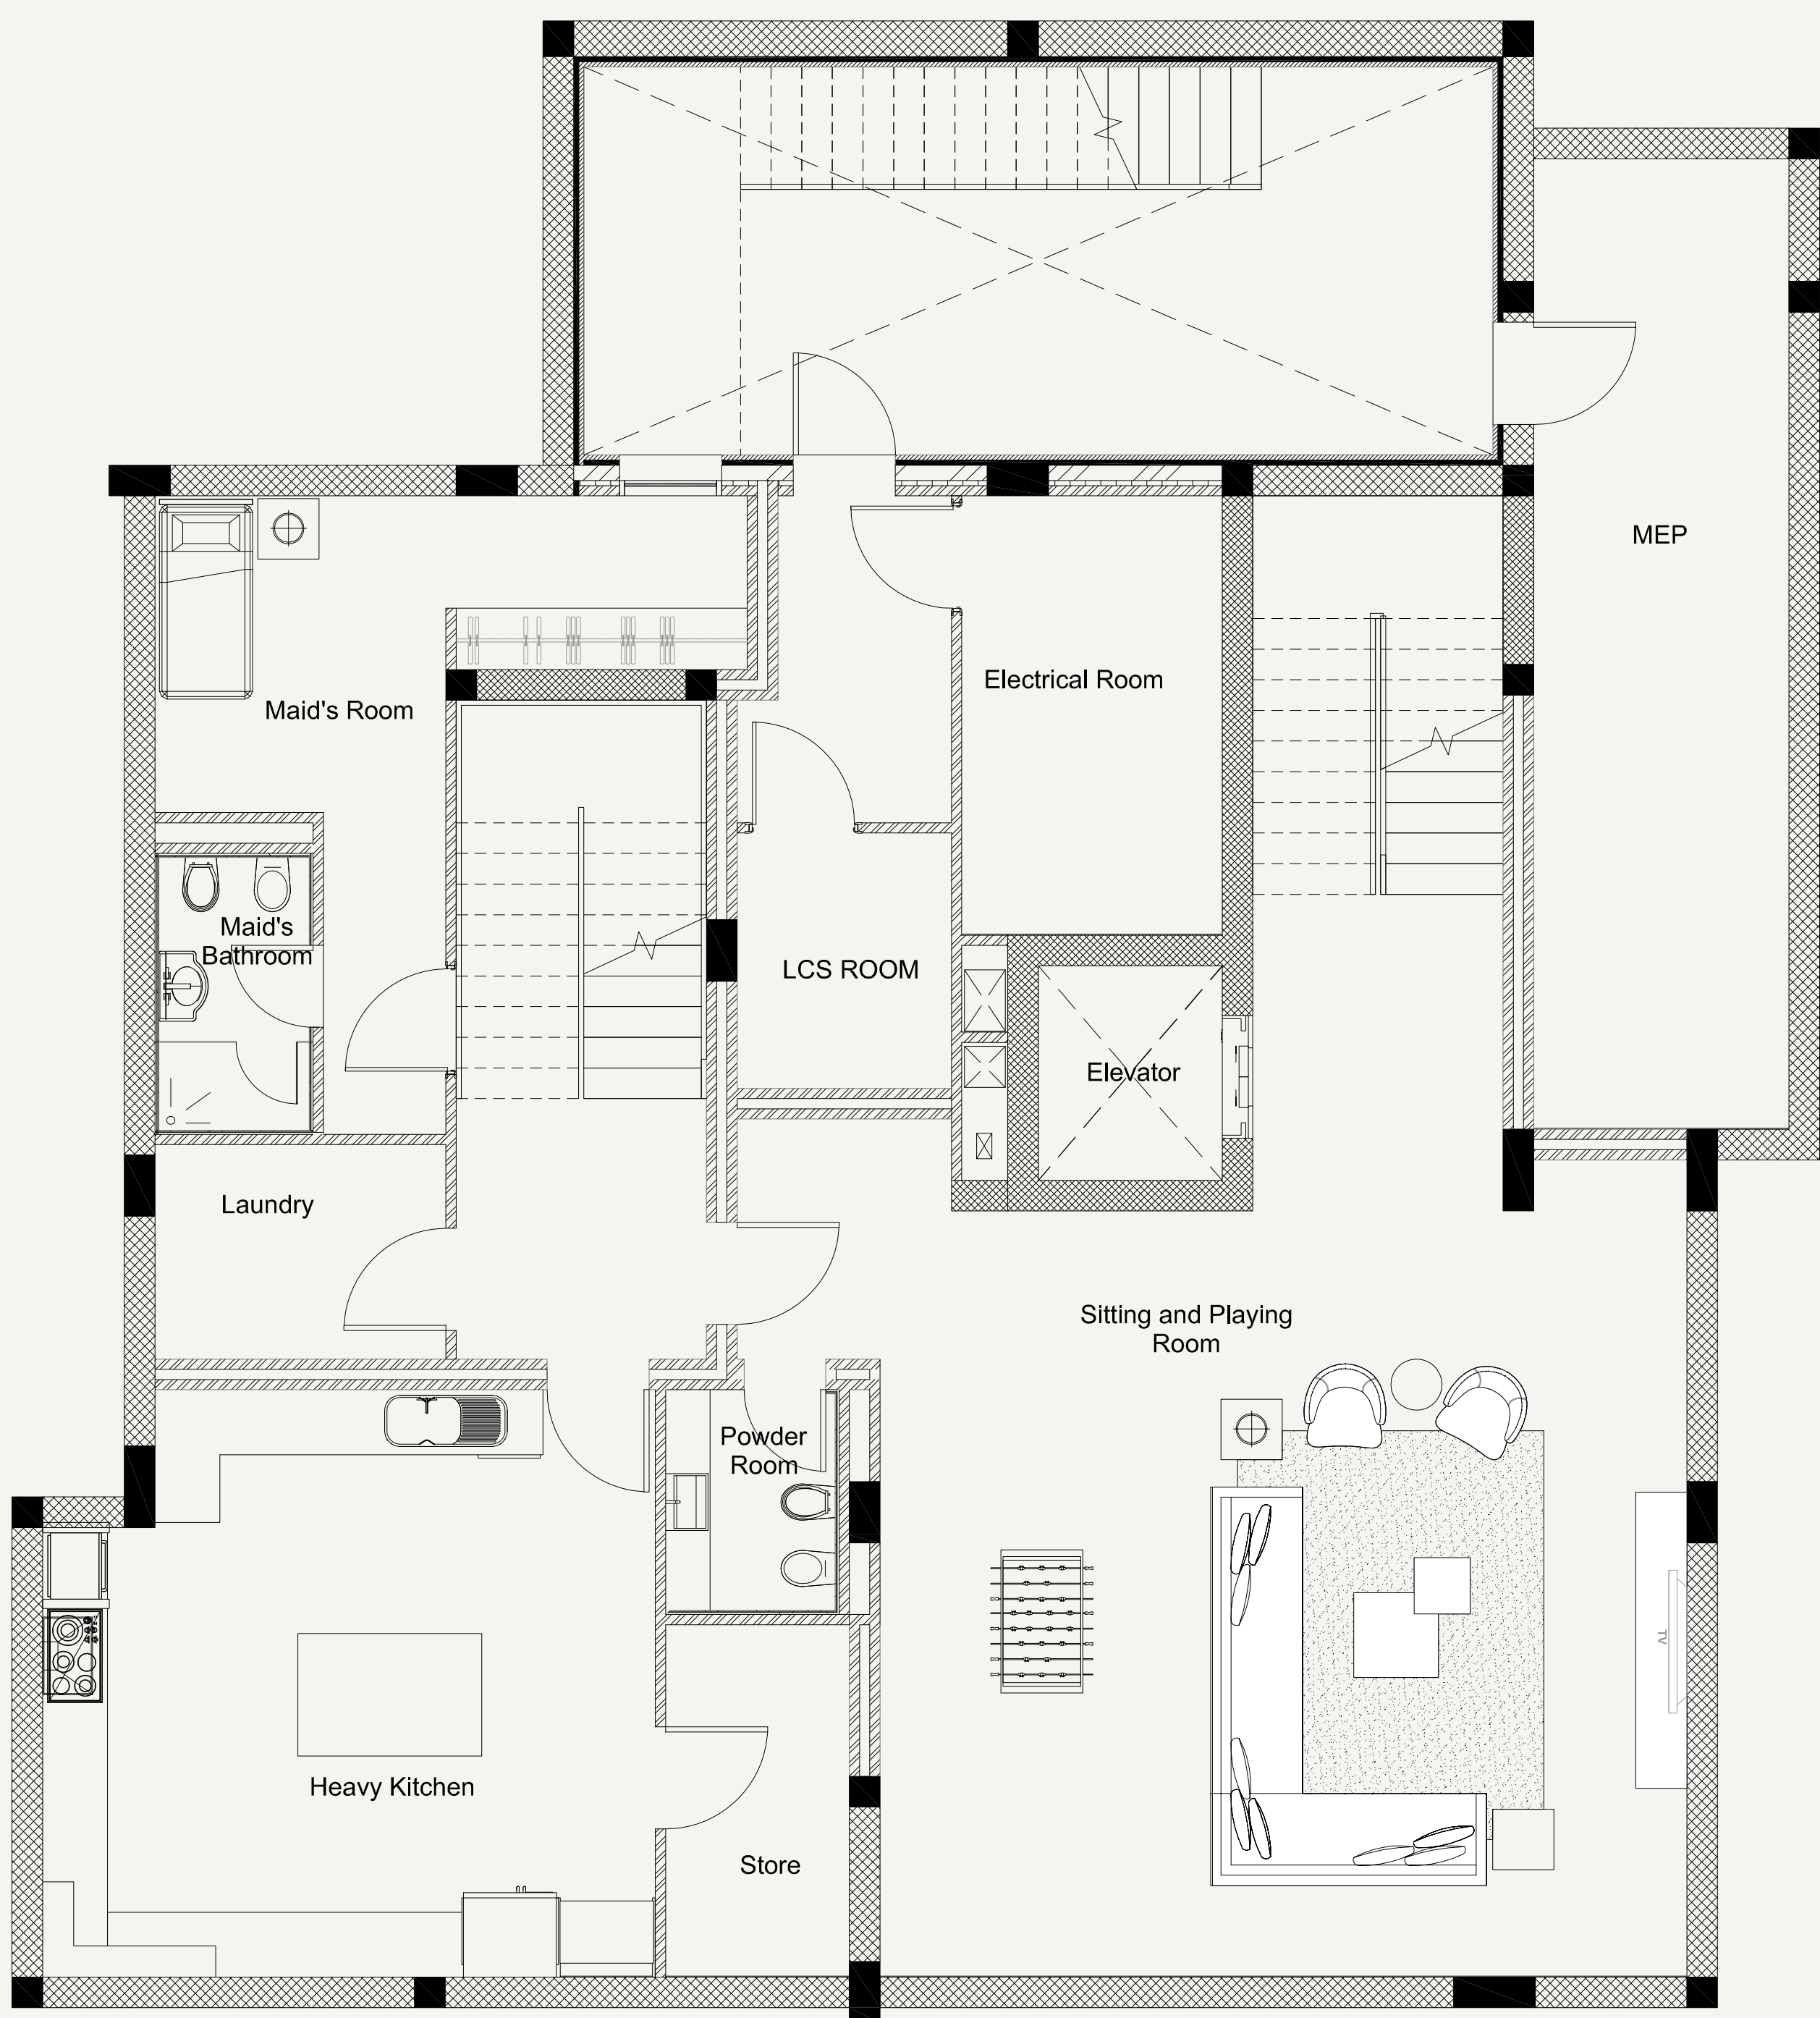 MEP
Electrical Room
Maid's Room
Maid's
Bathroom
LCS ROOM
Elevator
Laundry
Sitting and Playing
Room
Powder
Room
TV
Heavy Kitchen
Store